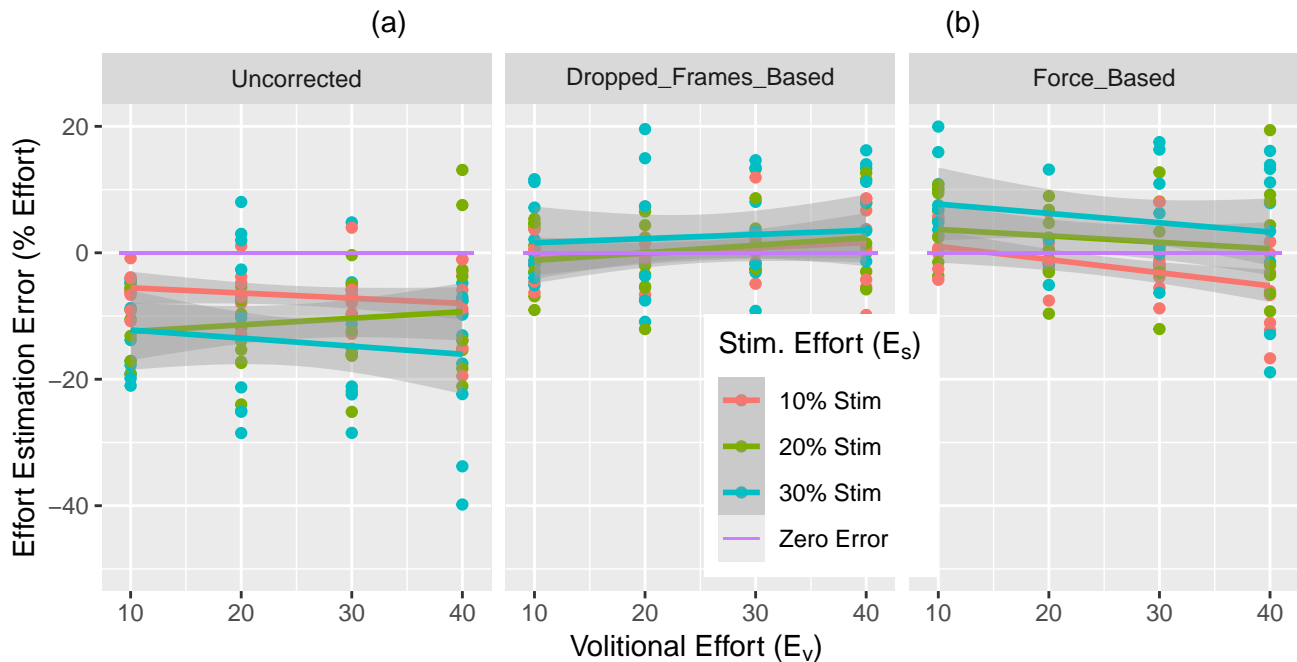 (a) (b)
Uncorrected Dropped_Frames_Based Force_Based
Effort Estimation Error (% Effort)
20
0
−20
−40
Stim. Effort (Es)
10% Stim
20% Stim
30% Stim
Zero Error
10 20 30 40 10 20 30 40 10 20 30 40
Volitional Effort (Ev)